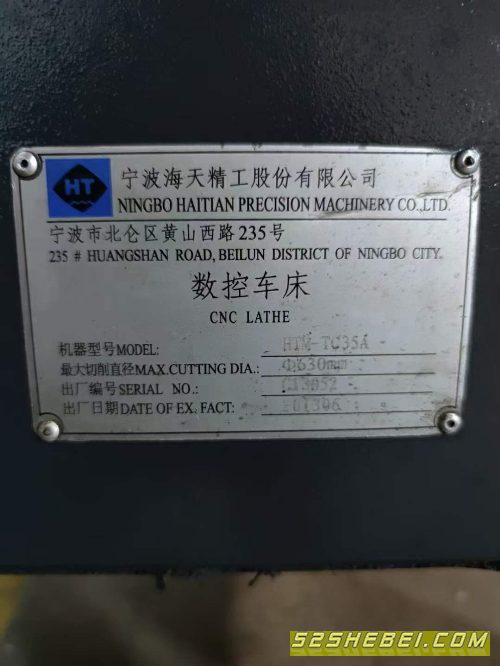 HT
宁波海天精工股份有限公司
NINGBO HAITIAN PRECISION MACHINERY CO.,LTD.
宁波市北仑区黄山西路235号
235 # HUANGSHAN ROAD, BEILUN DISTRICT OF NINGBO CITY.
数控车床
CNC LATHE
机器型号MODEL: HTM-TC35A
最大切削直径MAX.CUTTING DIA.: Φ630mm
出厂编号SERIAL NO.:
出厂日期DATE OF EX. FACT:
52SHEBEI.COM